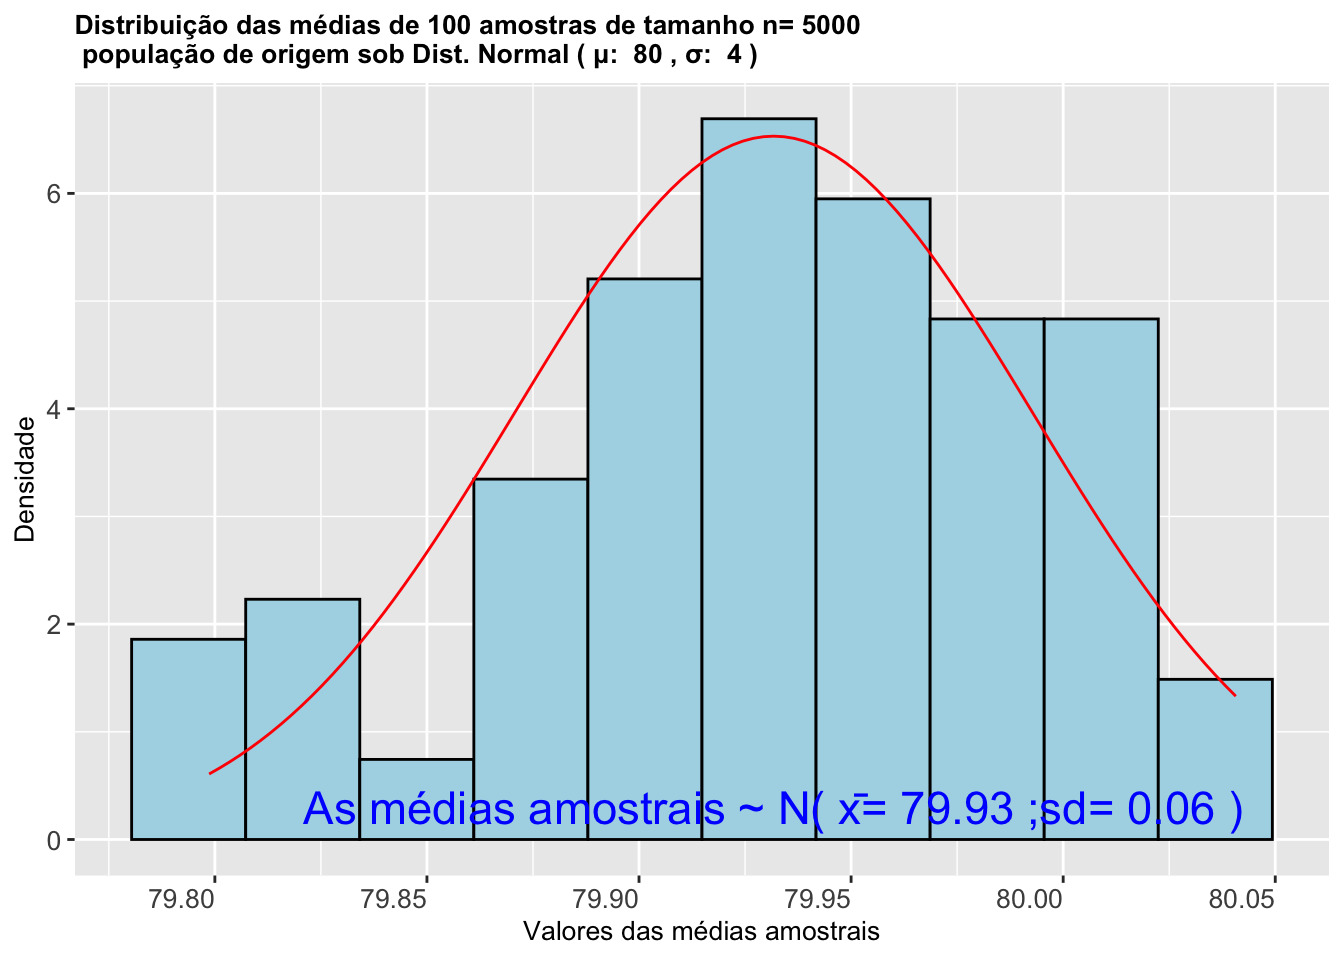 Distribuição das médias de 100 amostras de tamanho n= 5000
população de origem sob Dist. Normal ( μ:  80 , σ:  4 )
Densidade
6
4
2
0
As médias amostrais ~ N( x̄= 79.93 ;sd= 0.06 )
79.80 79.85 79.90 79.95 80.00 80.05
Valores das médias amostrais